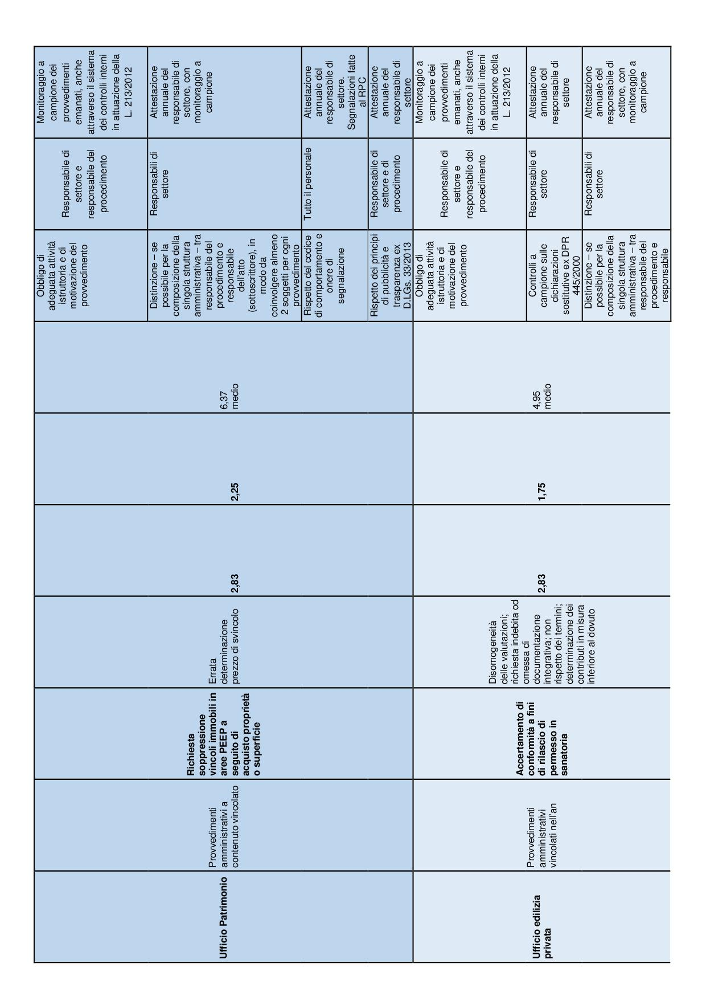 Ufficio Patrimonio
Provvedimenti
amministrativi a
contenuto vincolato
Richiesta
soppressione
vincoli immobili in
aree PEEP a
seguito di
acquisto proprietà
o superficie
Errata
determinazione
prezzo di svincolo
2,83
2,25
6,37
medio
Obbligo di
adeguata attività
istruttoria e di
motivazione del
provvedimento
Responsabile di
settore e
responsabile del
procedimento
Monitoraggio a
campione dei
provvedimenti
emanati, anche
attraverso il sistema
dei controlli interni
in attuazione della
L. 213/2012
Distinzione – se
possibile per la
composizione della
singola struttura
amministrativa – tra
responsabile del
procedimento e
responsabile
dell'atto
(sottoscrittore), in
modo da
coinvolgere almeno
2 soggetti per ogni
provvedimento
Responsabili di
settore
Attestazione
annuale del
responsabile di
settore, con
monitoraggio a
campione
Rispetto del codice
di comportamento e
onere di
segnalazione
Tutto il personale
Attestazione
annuale del
responsabile di
settore.
Segnalazioni fatte
al RPC
Rispetto dei principi
di pubblicità e
trasparenza ex
D.LGs. 33/2013
Responsabile di
settore e di
procedimento
Attestazione
annuale del
responsabile di
settore
Ufficio edilizia
privata
Provvedimenti
amministrativi
vincolati nell'an
Accertamento di
conformità a fini
di rilascio di
permesso in
sanatoria
Disomogeneità
delle valutazioni;
richiesta indebita od
omessa di
documentazione
integrativa; non
rispetto dei termini;
determinazione dei
contributi in misura
inferiore al dovuto
2,83
1,75
4,95
medio
Obbligo di
adeguata attività
istruttoria e di
motivazione del
provvedimento
Responsabile di
settore e
responsabile del
procedimento
Monitoraggio a
campione dei
provvedimenti
emanati, anche
attraverso il sistema
dei controlli interni
in attuazione della
L. 213/2012
Controlli a
campione sulle
dichiarazioni
sostitutive ex DPR
445/2000
Responsabile di
settore
Attestazione
annuale del
responsabile di
settore
Distinzione – se
possibile per la
composizione della
singola struttura
amministrativa – tra
responsabile del
procedimento e
responsabile
Responsabili di
settore
Attestazione
annuale del
responsabile di
settore, con
monitoraggio a
campione